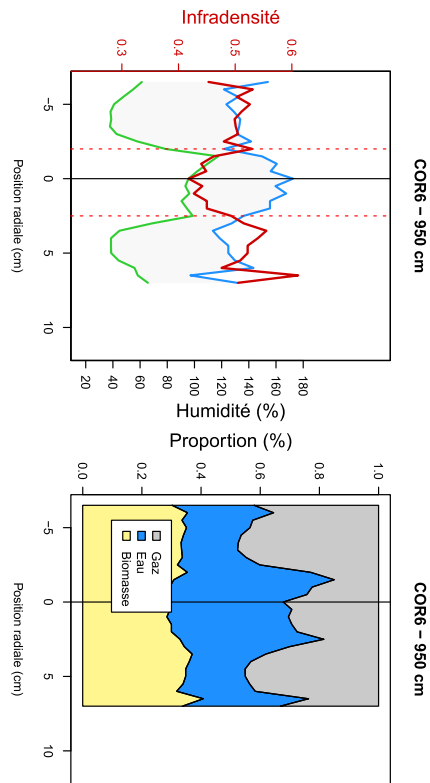 Infradensité
0.3 0.4 0.5 0.6
COR6 − 950 cm
−5 0 5 10
Position radiale (cm)
20 40 60 80 100 120 140 160 180
Humidité (%)
Proportion (%)
0.0 0.2 0.4 0.6 0.8 1.0
COR6 − 950 cm
Gaz
Eau
Biomasse
−5 0 5 10
Position radiale (cm)